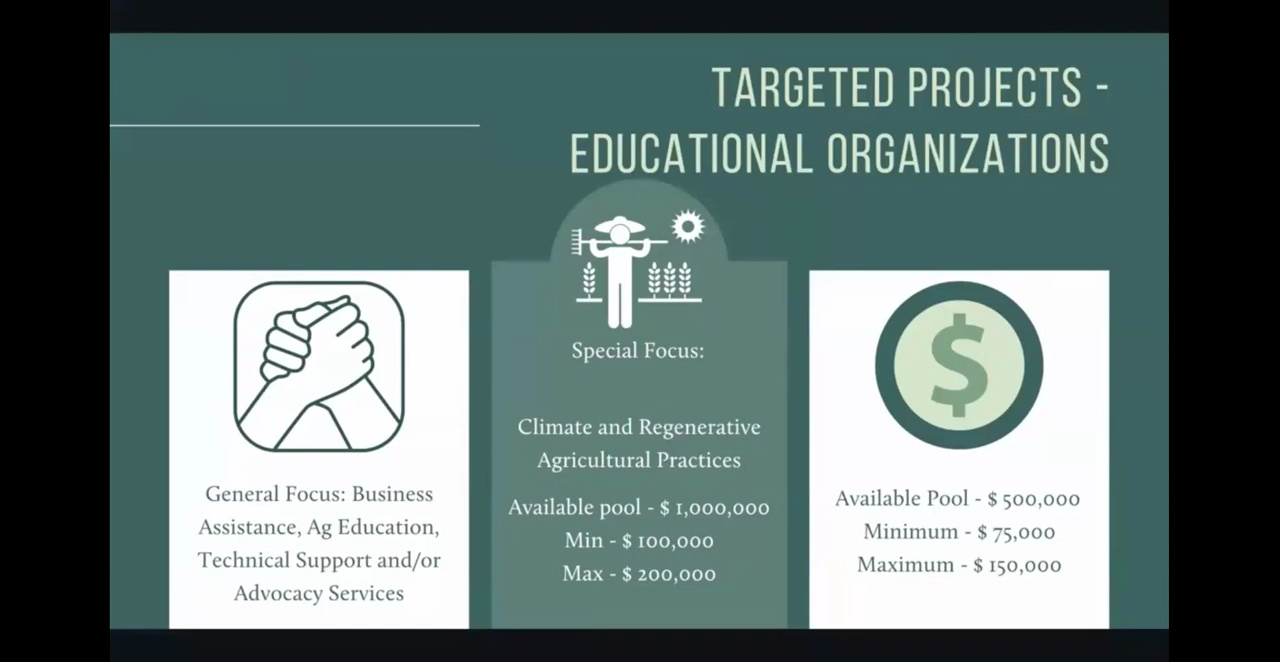 TARGETED PROJECTS -
EDUCATIONAL ORGANIZATIONS
General Focus: Business
Assistance, Ag Education,
Technical Support and/or
Advocacy Services
Special Focus:
Climate and Regenerative
Agricultural Practices
Available pool - $ 1,000,000
Min - $ 100,000
Max - $ 200,000
$
Available Pool - $ 500,000
Minimum - $ 75,000
Maximum - $ 150,000